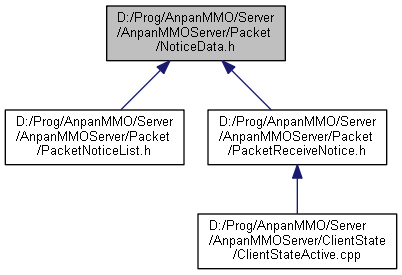 D:/Prog/AnpanMMO/Server
/AnpanMMOServer/Packet
/NoticeData.h
D:/Prog/AnpanMMO/Server
/AnpanMMOServer/Packet
/PacketNoticeList.h
D:/Prog/AnpanMMO/Server
/AnpanMMOServer/Packet
/PacketReceiveNotice.h
D:/Prog/AnpanMMO/Server
/AnpanMMOServer/ClientState
/ClientStateActive.cpp